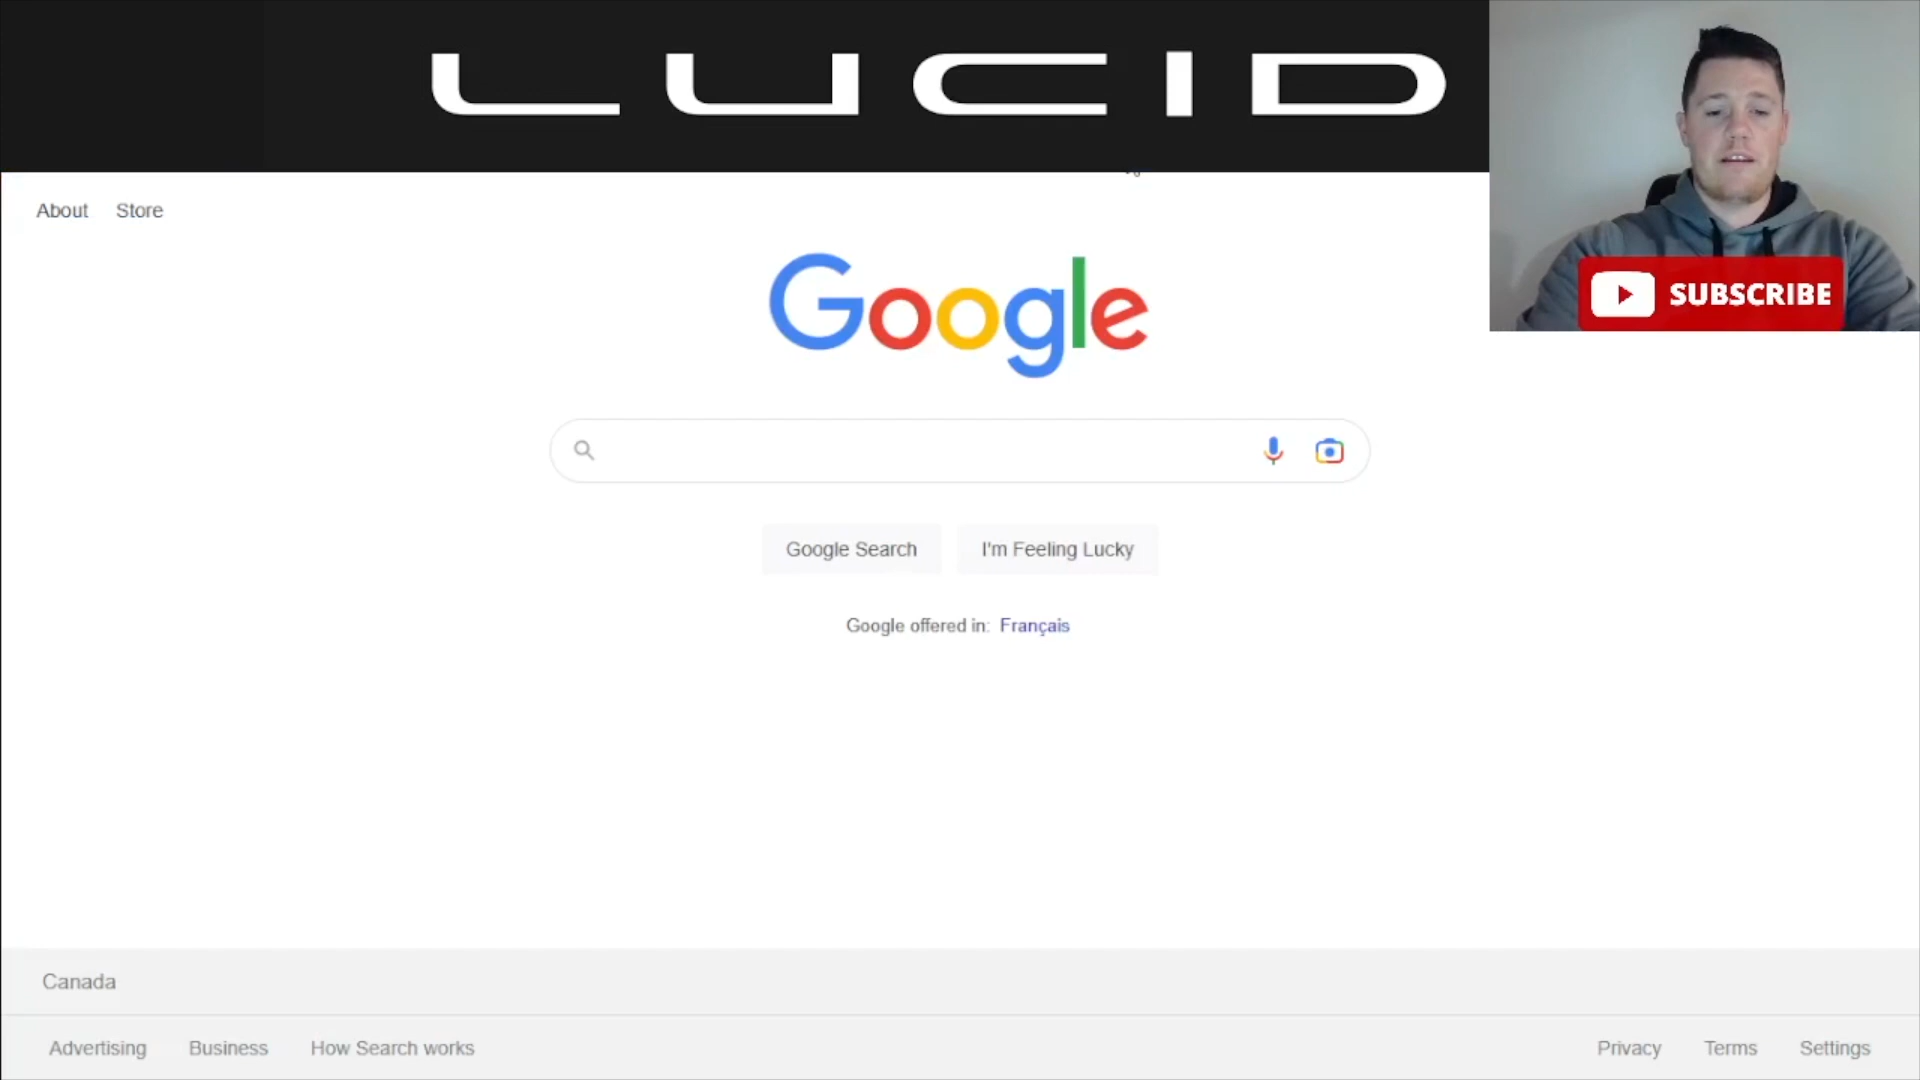 LUCID
About Store
Google
SUBSCRIBE
Google Search I'm Feeling Lucky
Google offered in: Français
Canada
Advertising Business How Search works Privacy Terms Settings